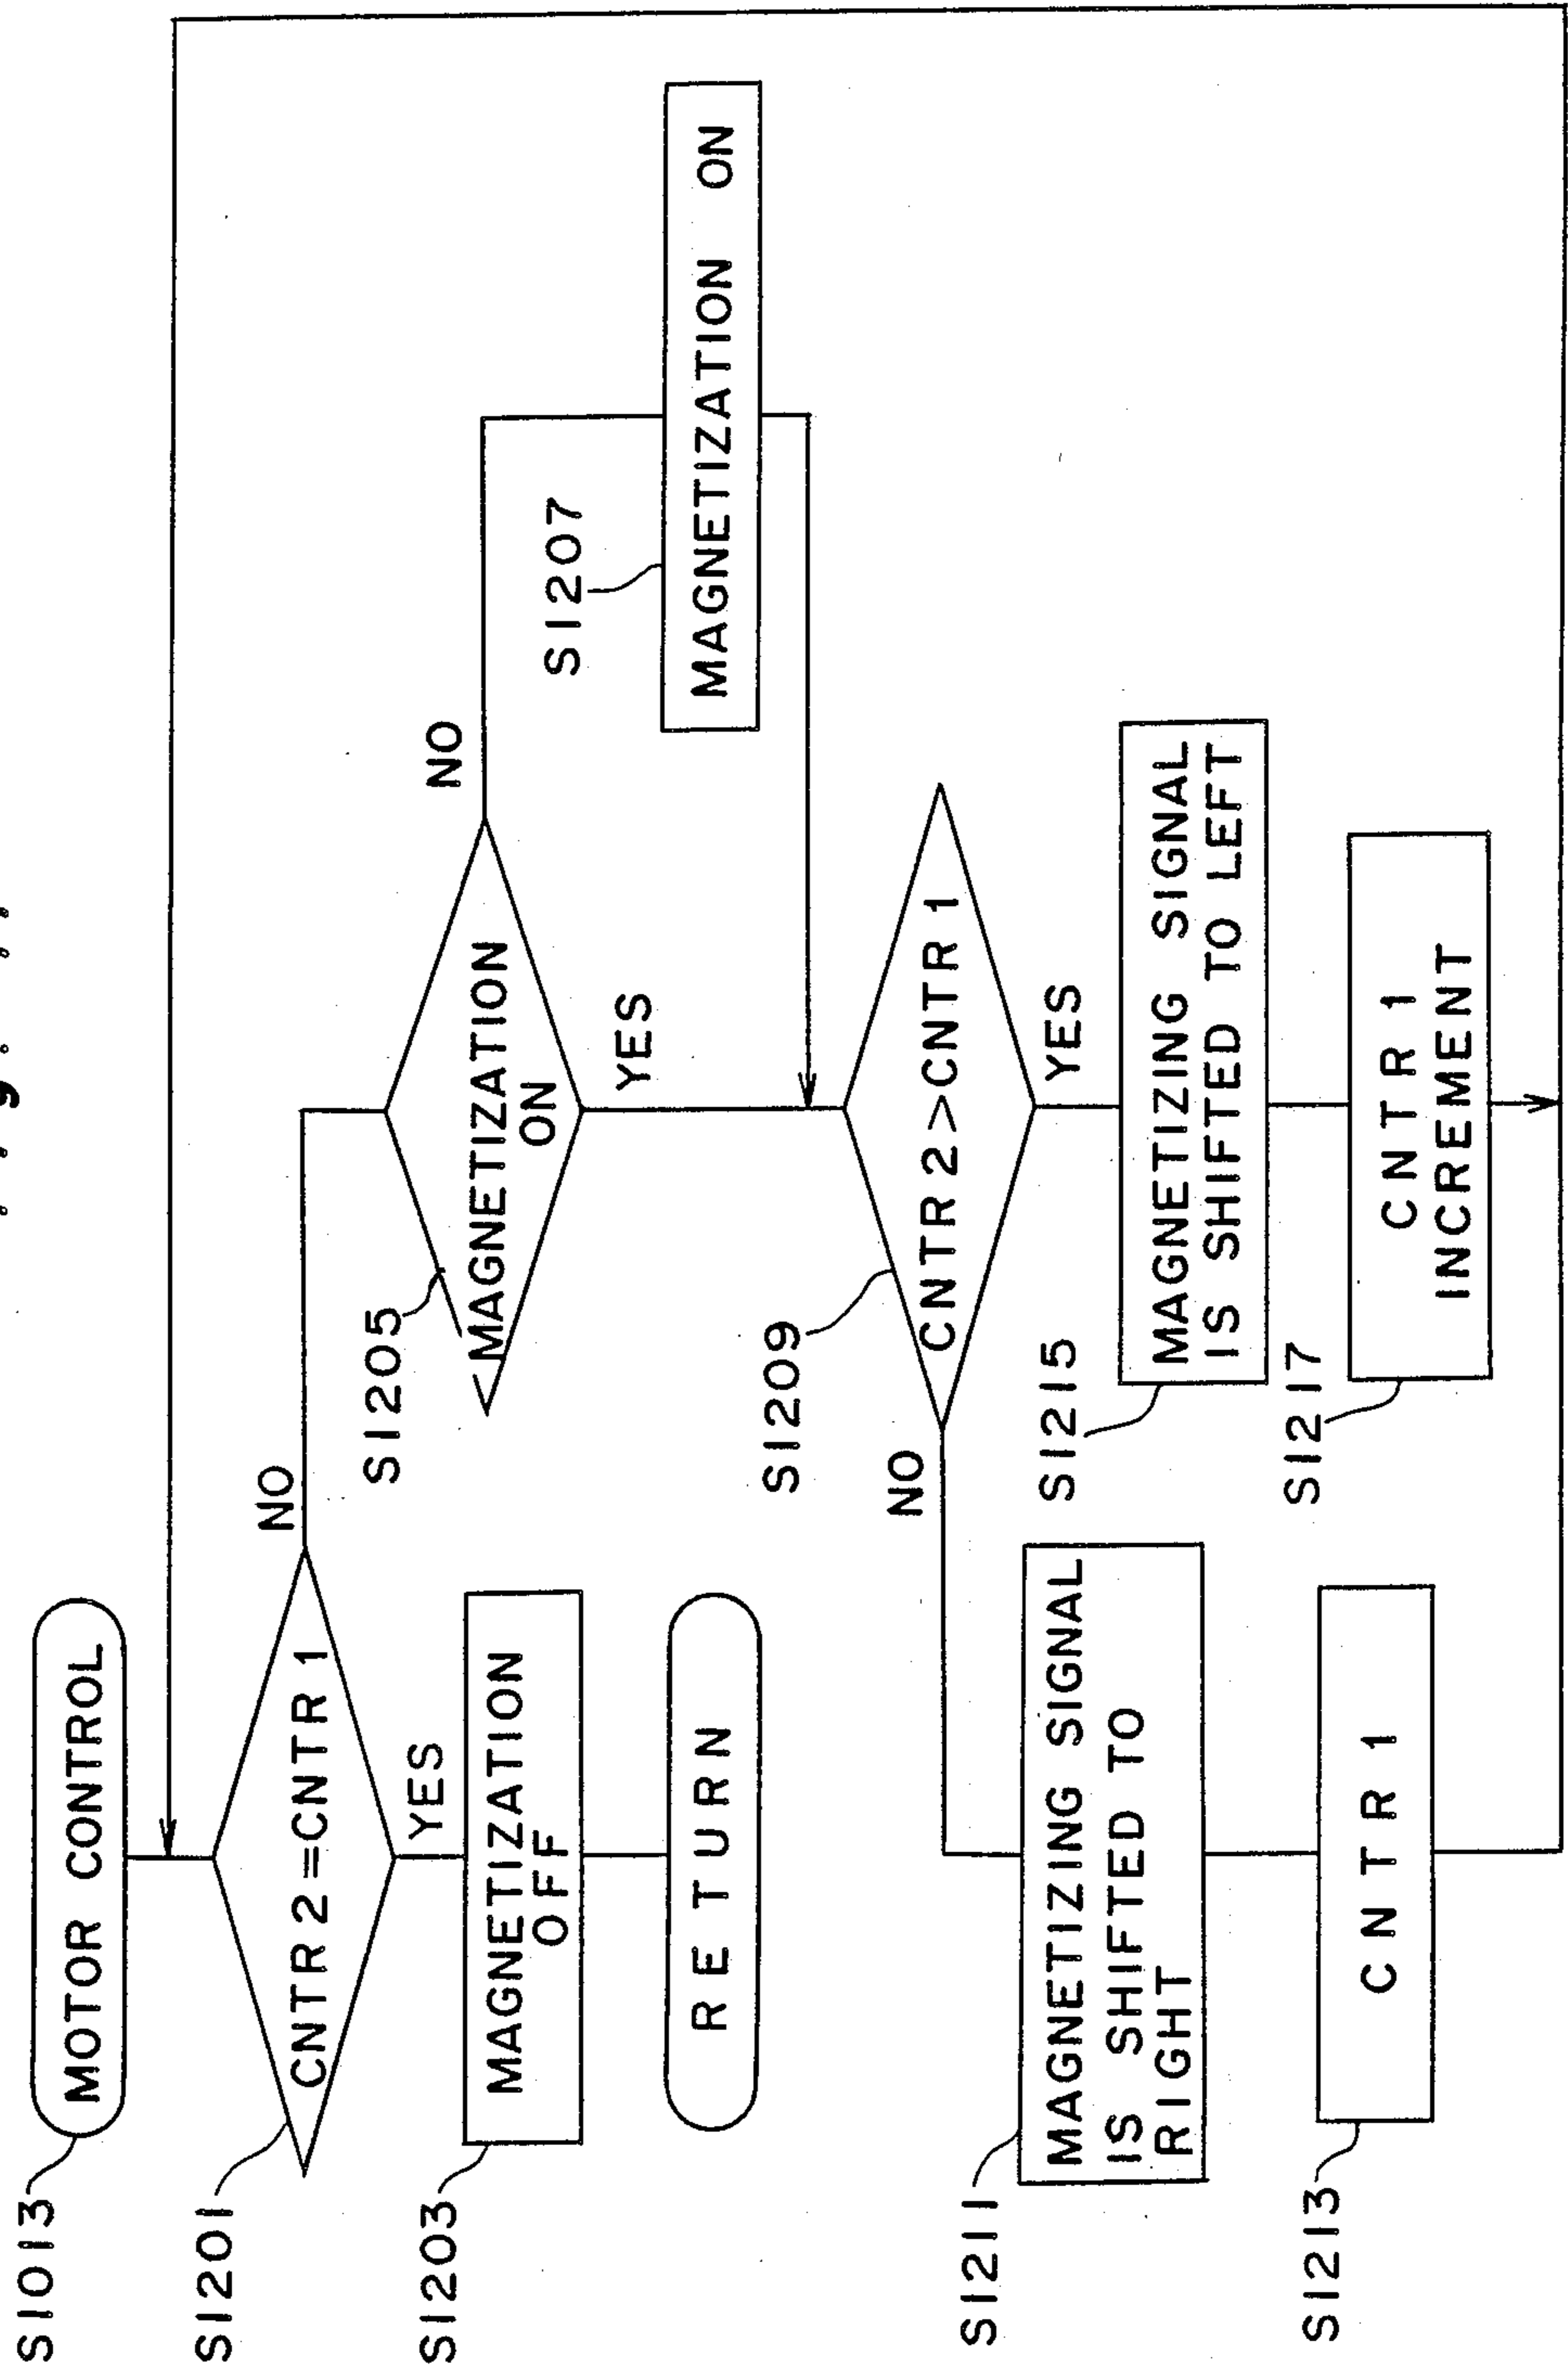 S1013
MOTOR CONTROL
S1201
CNTR 2=CNTR 1
NO
YES
S1203
MAGNETIZATION
OFF
RETURN
S1205
MAGNETIZATION
ON
NO
YES
S1207
MAGNETIZATION ON
S1209
CNTR 2>CNTR 1
NO
YES
S1211
MAGNETIZING SIGNAL
IS SHIFTED TO
RIGHT
S1213
CNTR 1
S1215
MAGNETIZING SIGNAL
IS SHIFTED TO LEFT
S1217
CNTR 1
INCREMENT